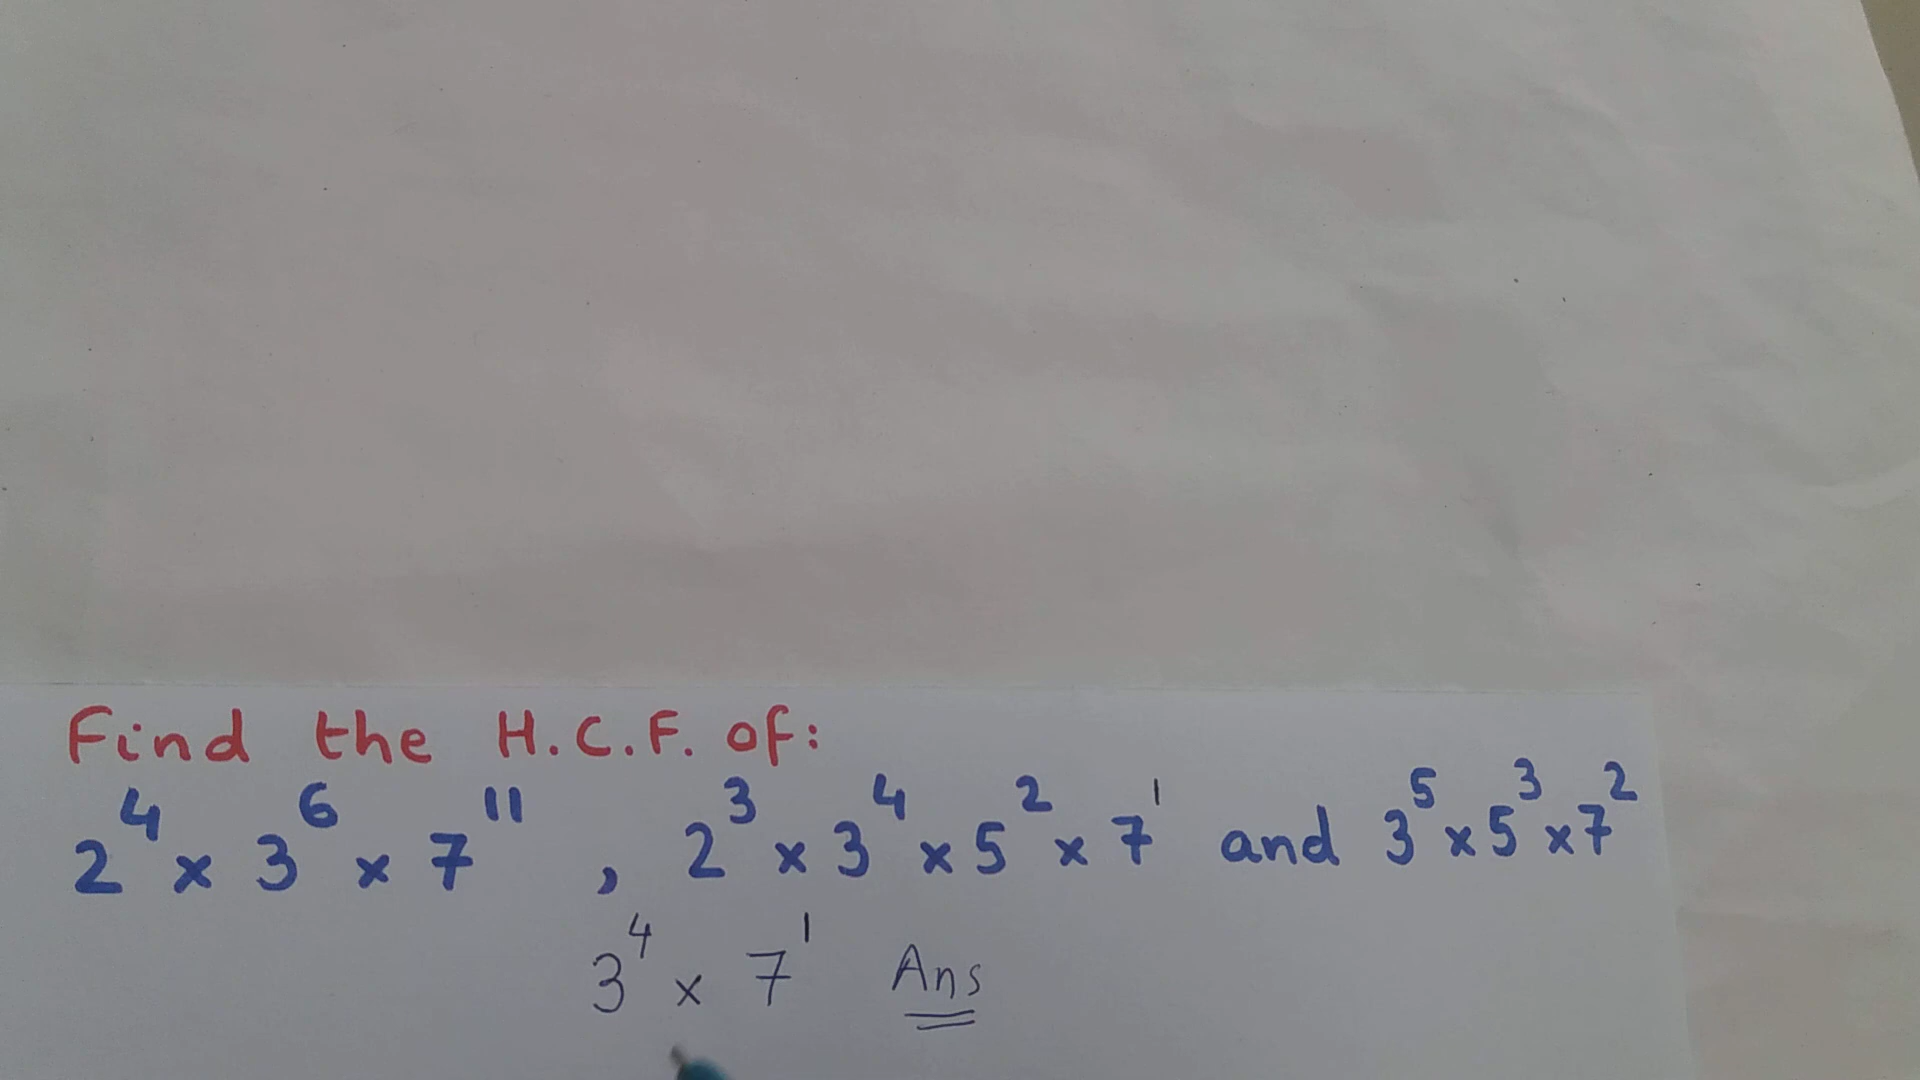 Find the H.C.F. of:
2⁴ × 3⁶ × 7¹¹ , 2³ × 3⁴ × 5² × 7¹ and 3⁵ × 5³ × 7²
3⁴ × 7¹ Ans